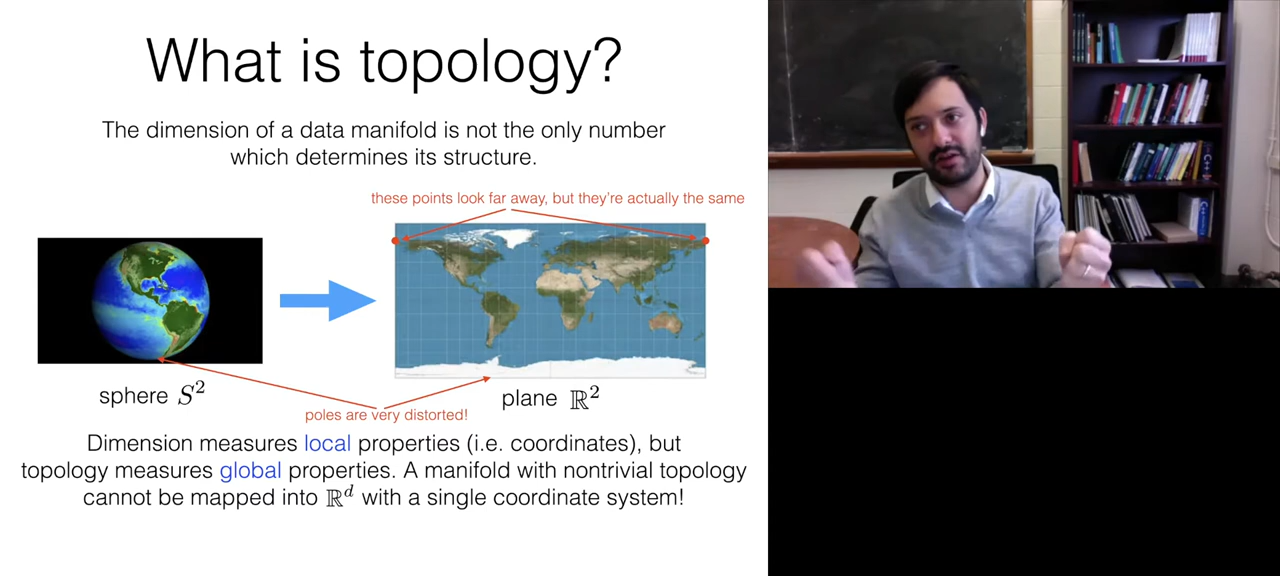 What is topology?
The dimension of a data manifold is not the only number
which determines its structure.
these points look far away, but they're actually the same
sphere S²
plane ℝ²
poles are very distorted!
Dimension measures local properties (i.e. coordinates), but
topology measures global properties. A manifold with nontrivial topology
cannot be mapped into ℝᵈ with a single coordinate system!
C++